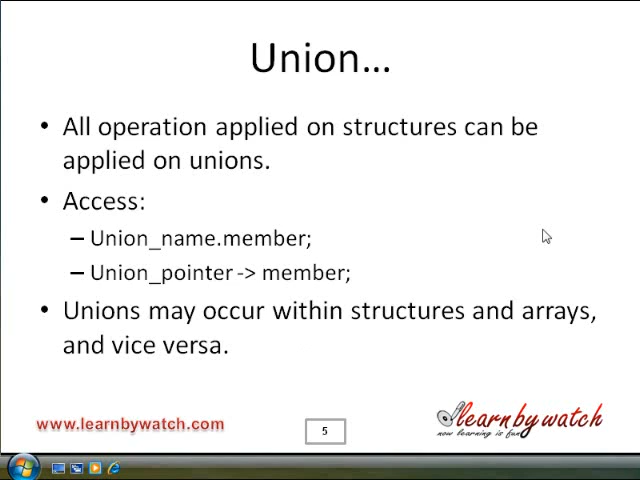 Union…
• All operation applied on structures can be
applied on unions.
• Access:
– Union_name.member;
– Union_pointer -> member;
• Unions may occur within structures and arrays,
and vice versa.
www.learnbywatch.com
5
learnbywatch
now learning is fun